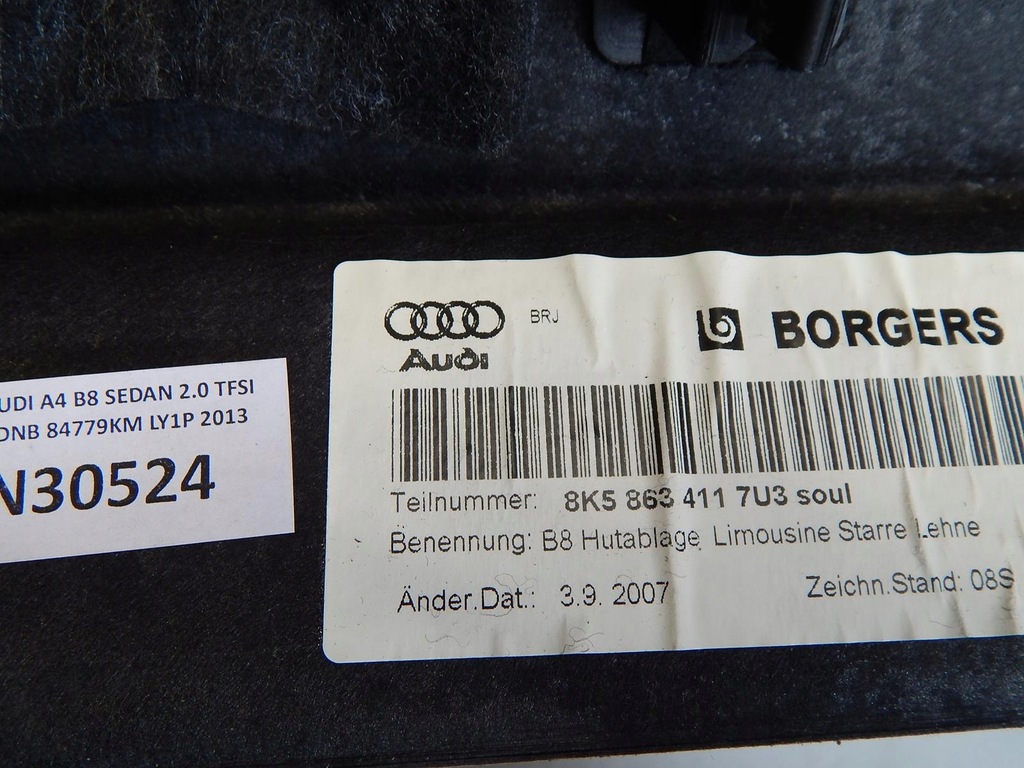 UDI A4 B8 SEDAN 2.0 TFSI
DNB 84779KM LY1P 2013
N30524
Audi
BRJ
BORGERS
Teilnummer: 8K5 863 411 7U3 soul
Benennung: B8 Hutablage Limousine Starre Lehne
Änder.Dat.: 3.9. 2007 Zeichn.Stand: 08S